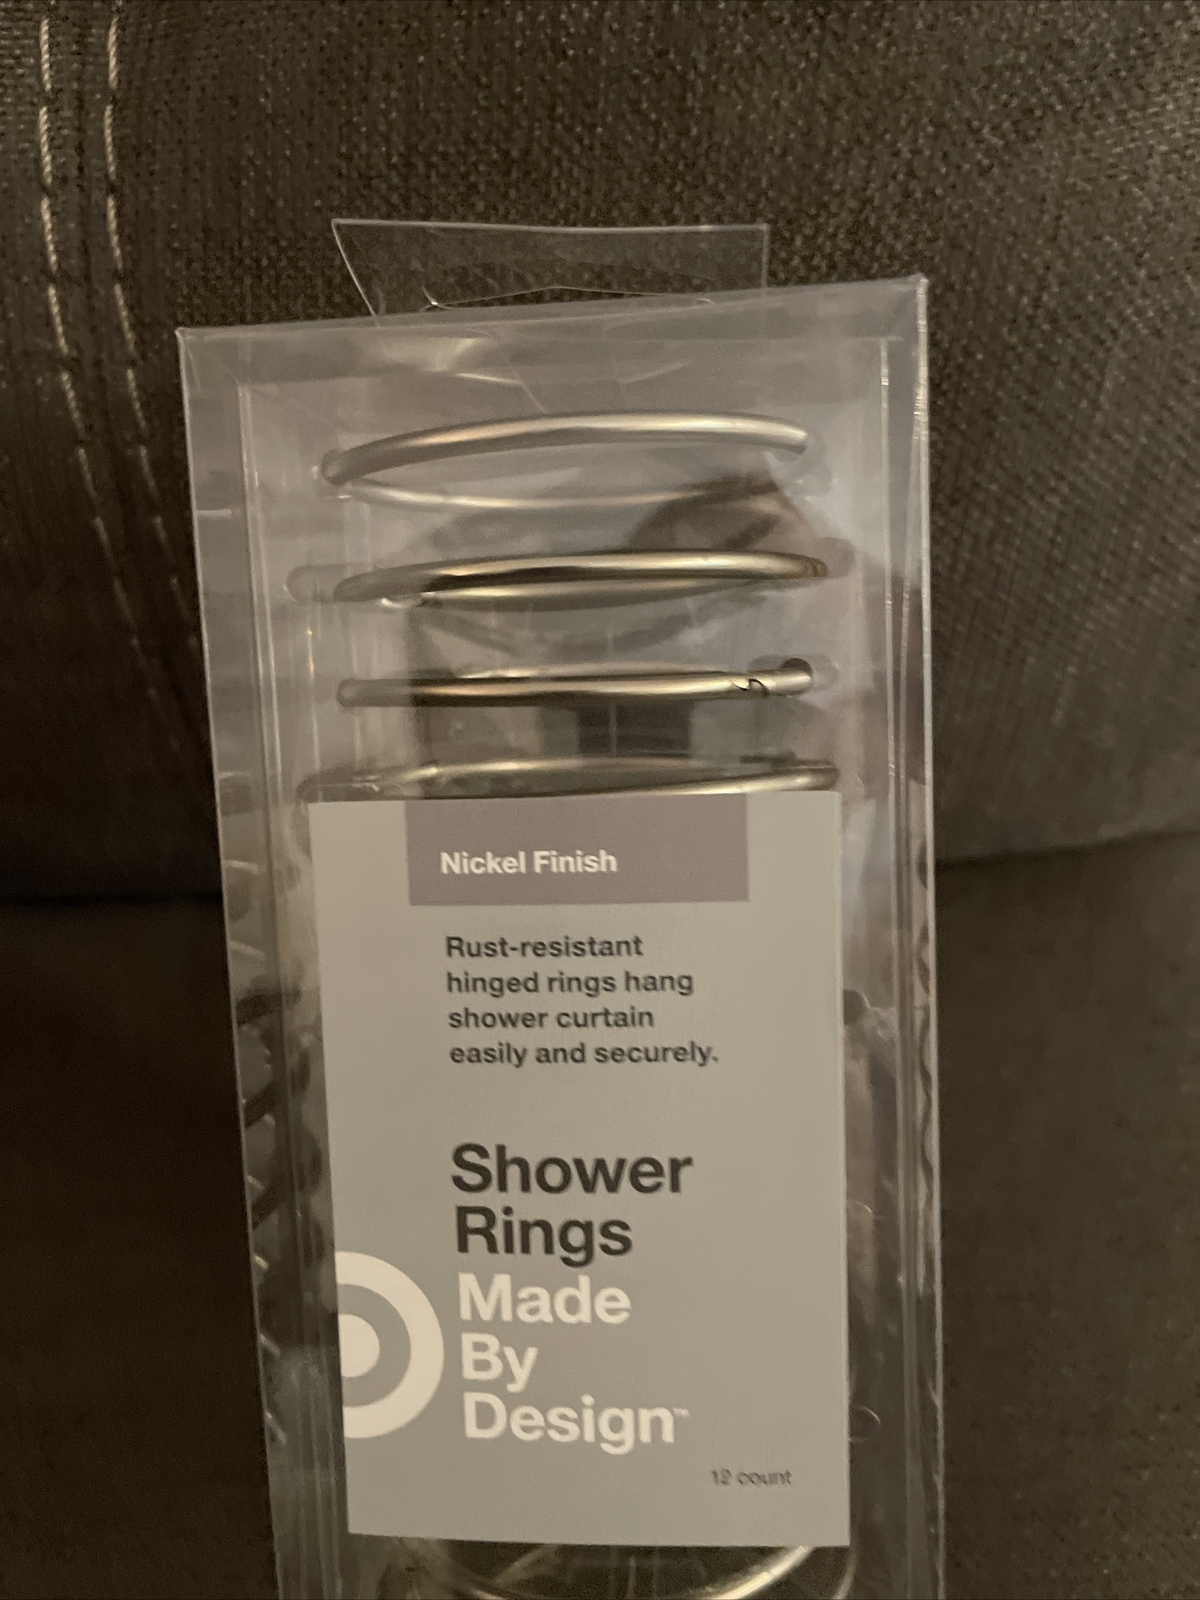 Nickel Finish
Rust-resistant
hinged rings hang
shower curtain
easily and securely.
Shower
Rings
Made
By
Design™
12 count